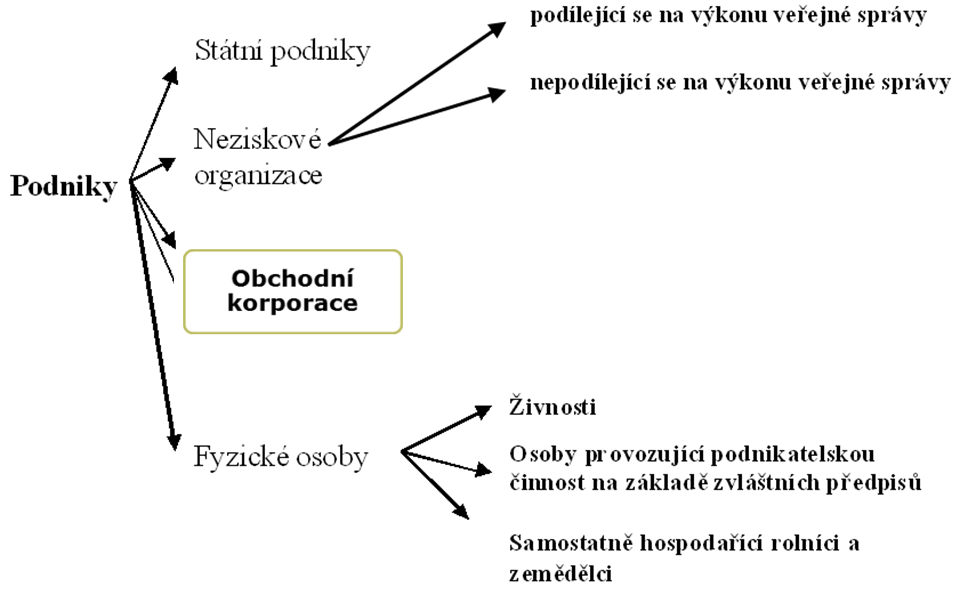 podílející se na výkonu veřejné správy
Státní podniky
nepodílející se na výkonu veřejné správy
Neziskové
organizace
Podniky
Obchodní
korporace
Živnosti
Fyzické osoby
Osoby provozující podnikatelskou
činnost na základě zvláštních předpisů
Samostatně hospodařící rolníci a
zemědělci